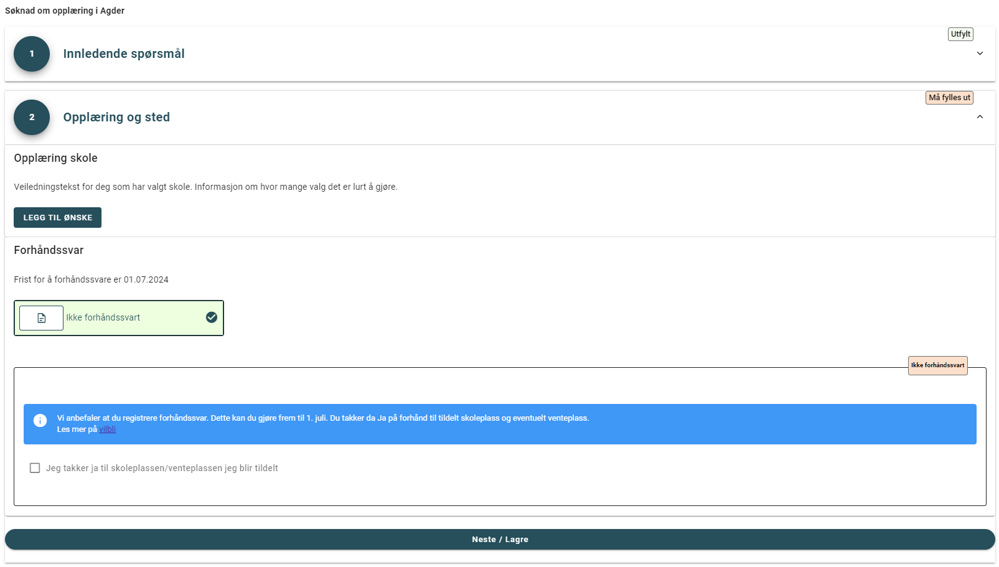 Søknad om opplæring i Agder
Utfylt
1
Innledende spørsmål
Må fylles ut
2
Opplæring og sted
Opplæring skole
Veiledningstekst for deg som har valgt skole. Informasjon om hvor mange valg det er lurt å gjøre.
LEGG TIL ØNSKE
Forhåndssvar
Frist for å forhåndssvare er 01.07.2024
Ikke forhåndssvart
Ikke forhåndssvart
Vi anbefaler at du registrere forhåndssvar. Dette kan du gjøre frem til 1. juli. Du takker da Ja på forhånd til tildelt skoleplass og eventuelt venteplass.
Les mer på vilbli
Jeg takker ja til skoleplassen/venteplassen jeg blir tildelt
Neste / Lagre